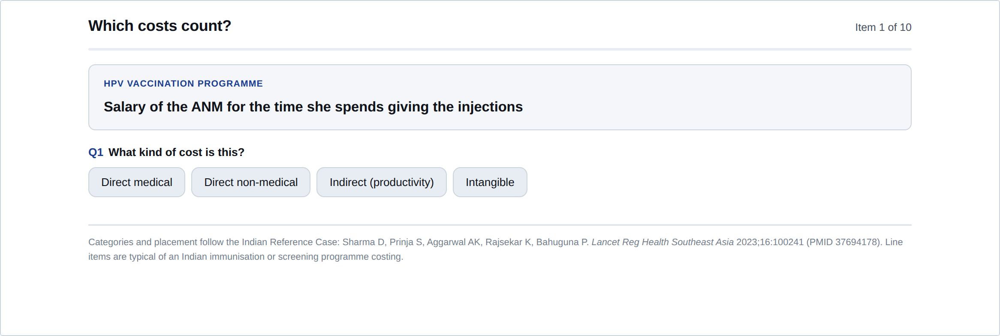 Which costs count?
Item 1 of 10
HPV VACCINATION PROGRAMME
Salary of the ANM for the time she spends giving the injections
Q1 What kind of cost is this?
Direct medical
Direct non-medical
Indirect (productivity)
Intangible
Categories and placement follow the Indian Reference Case: Sharma D, Prinja S, Aggarwal AK, Rajsekar K, Bahuguna P. Lancet Reg Health Southeast Asia 2023;16:100241 (PMID 37694178). Line
items are typical of an Indian immunisation or screening programme costing.